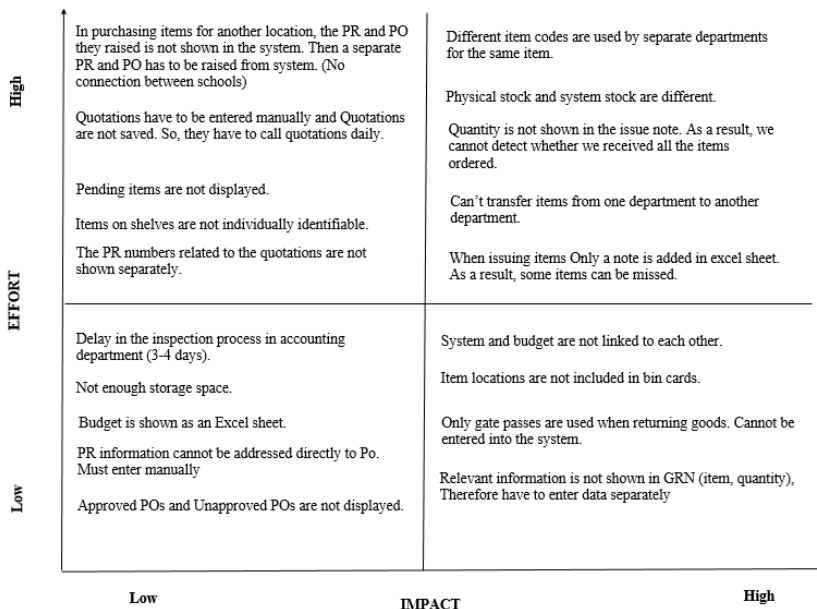 High
In purchasing items for another location, the PR and PO
they raised is not shown in the system. Then a separate
PR and PO has to be raised from system. (No
connection between schools)
Quotations have to be entered manually and Quotations
are not saved. So, they have to call quotations daily.
Pending items are not displayed.
Items on shelves are not individually identifiable.
The PR numbers related to the quotations are not
shown separately.
Different item codes are used by separate departments
for the same item.
Physical stock and system stock are different.
Quantity is not shown in the issue note. As a result, we
cannot detect whether we received all the items
ordered.
Can't transfer items from one department to another
department.
When issuing items Only a note is added in excel sheet.
As a result, some items can be missed.
EFFORT
Low
Delay in the inspection process in accounting
department (3-4 days).
Not enough storage space.
Budget is shown as an Excel sheet.
PR information cannot be addressed directly to Po.
Must enter manually
Approved POs and Unapproved POs are not displayed.
System and budget are not linked to each other.
Item locations are not included in bin cards.
Only gate passes are used when returning goods. Cannot be
entered into the system.
Relevant information is not shown in GRN (item, quantity),
Therefore have to enter data separately
Low
IMPACT
High